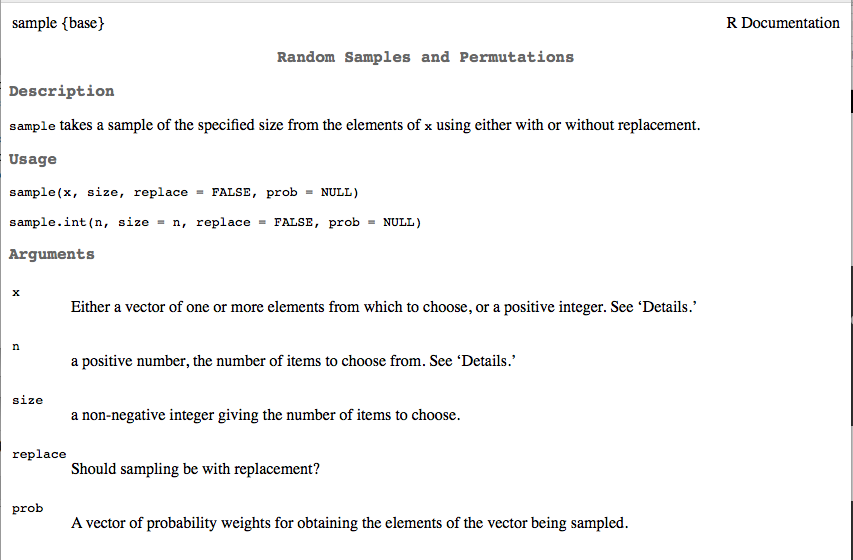 sample {base}
R Documentation
Random Samples and Permutations
Description
sample takes a sample of the specified size from the elements of x using either with or without replacement.
Usage
sample(x, size, replace = FALSE, prob = NULL)
sample.int(n, size = n, replace = FALSE, prob = NULL)
Arguments
x
Either a vector of one or more elements from which to choose, or a positive integer. See ‘Details.’
n
a positive number, the number of items to choose from. See ‘Details.’
size
a non-negative integer giving the number of items to choose.
replace
Should sampling be with replacement?
prob
A vector of probability weights for obtaining the elements of the vector being sampled.